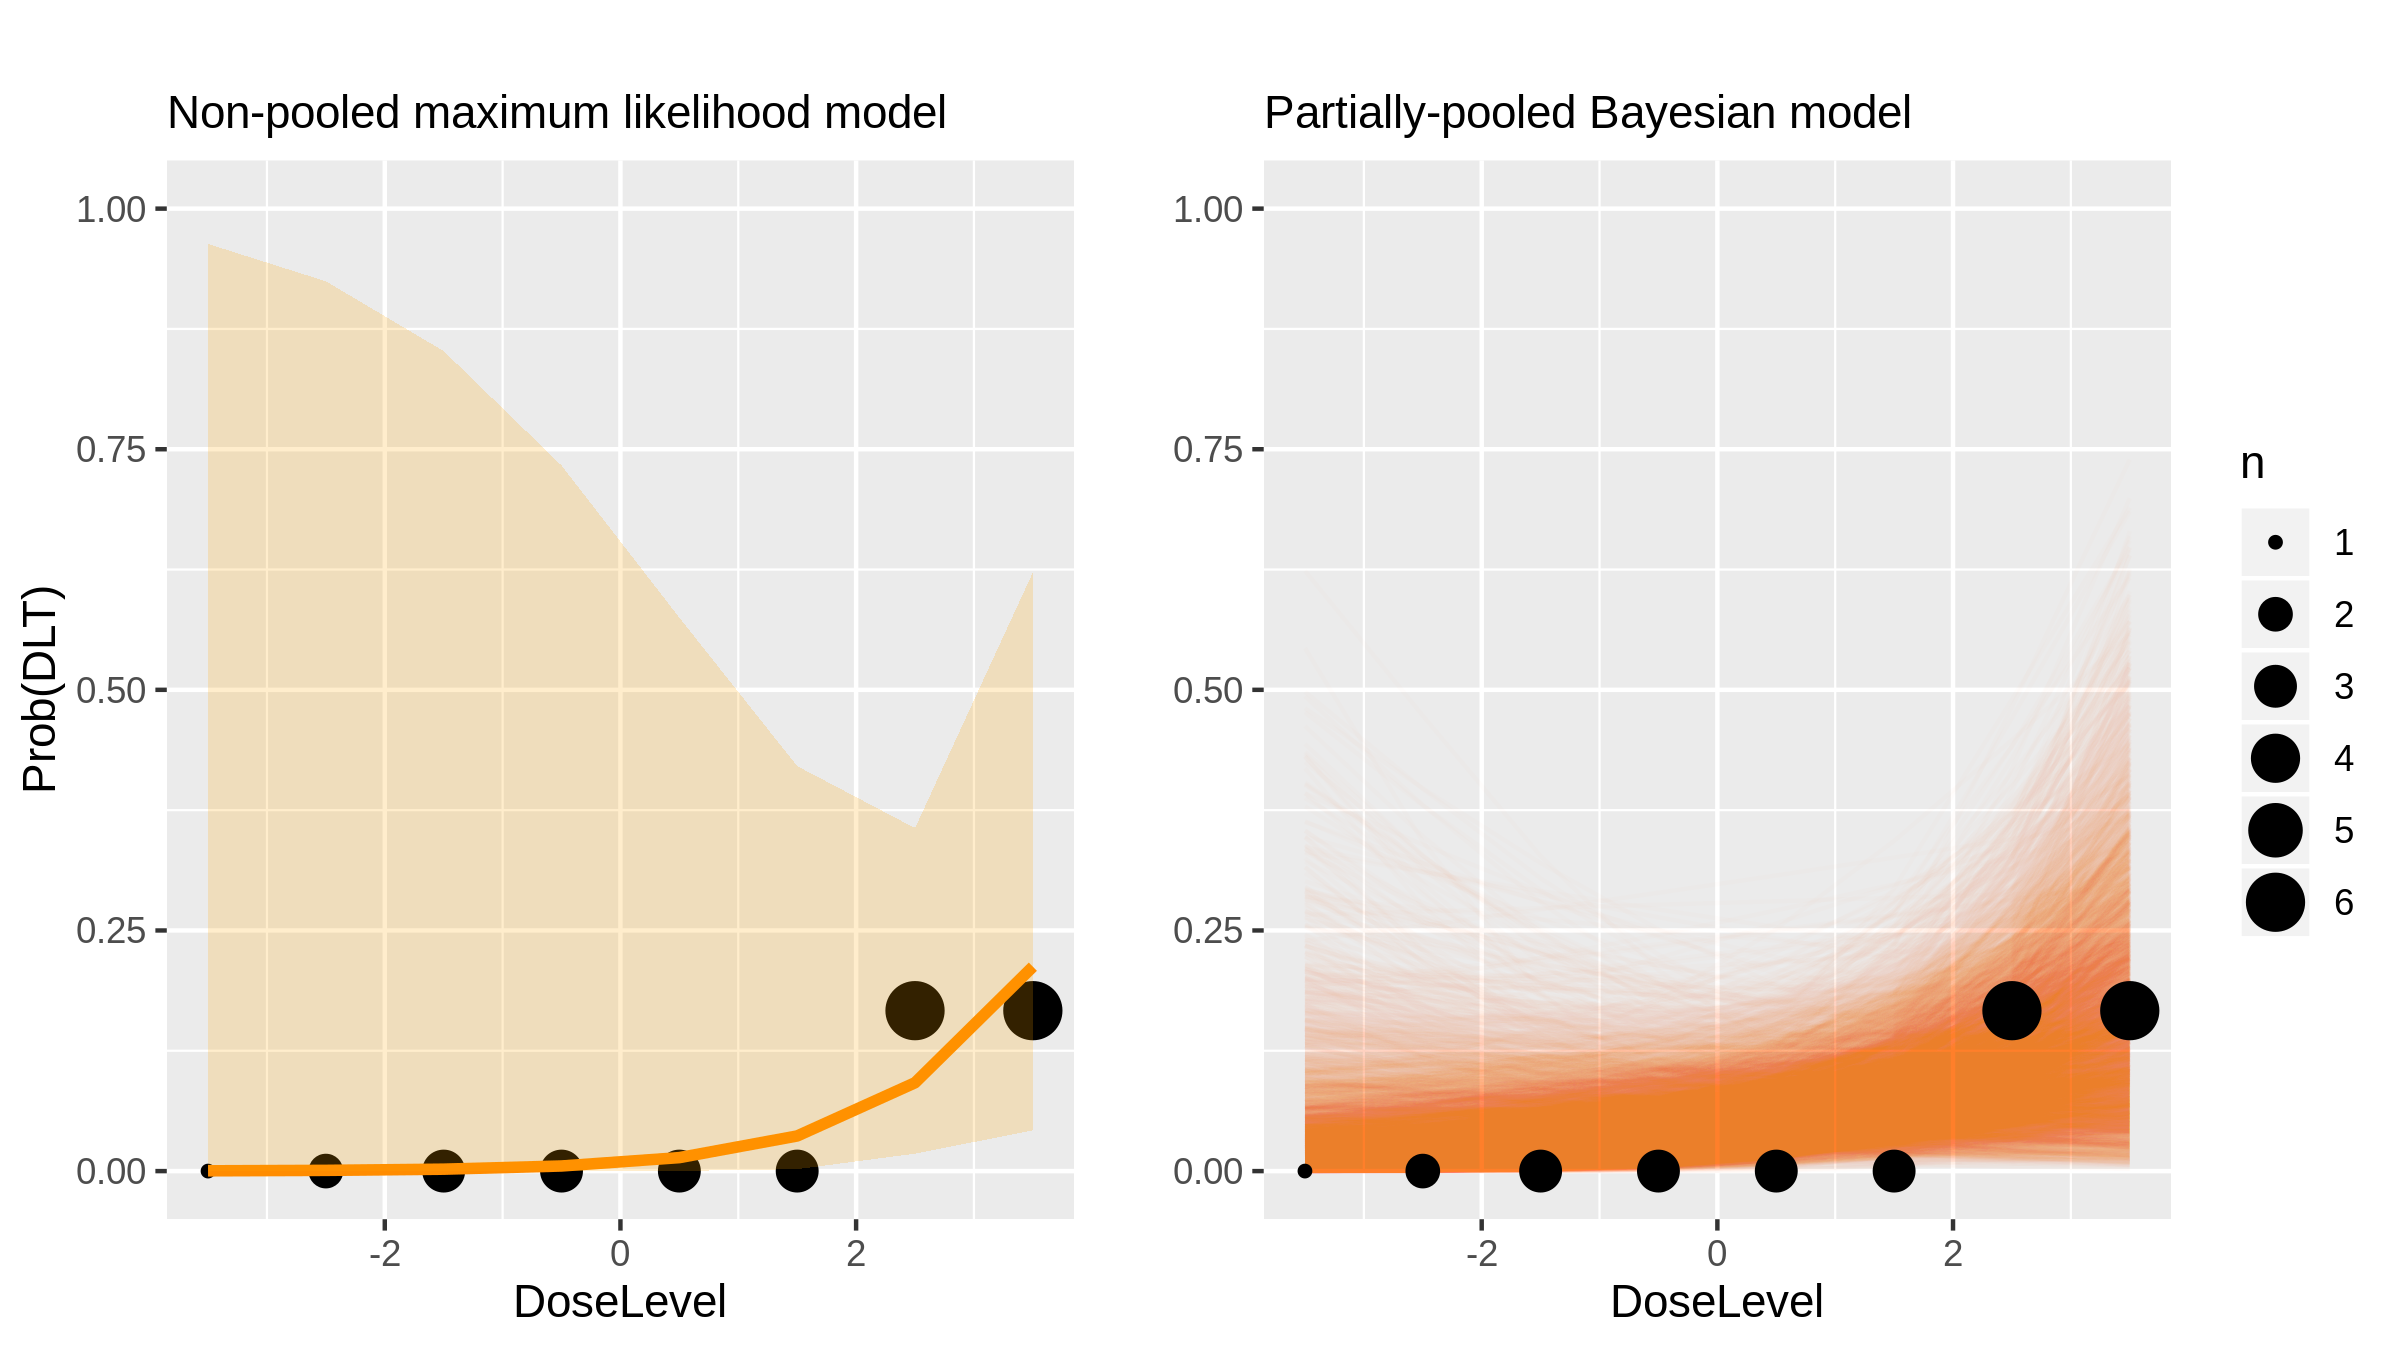 Non-pooled maximum likelihood model
Prob(DLT)
1.00
0.75
0.50
0.25
0.00
-2 0 2
DoseLevel
Partially-pooled Bayesian model
1.00
0.75
0.50
0.25
0.00
-2 0 2
DoseLevel
n
1
2
3
4
5
6